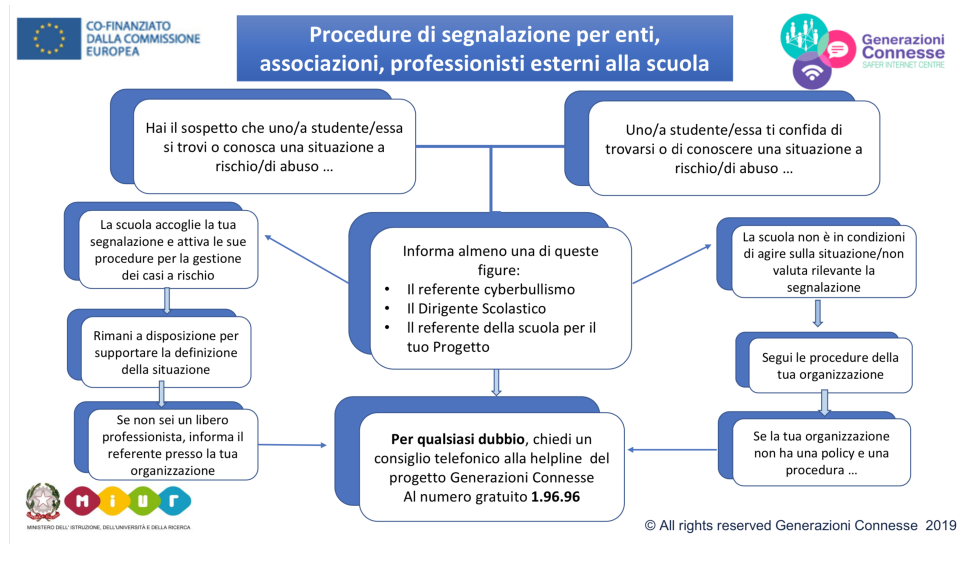 CO-FINANZIATO
DALLA COMMISSIONE
EUROPEA
Procedure di segnalazione per enti,
associazioni, professionisti esterni alla scuola
Generazioni
Connesse
SAFER INTERNET CENTRE
Hai il sospetto che uno/a studente/essa
si trovi o conosca una situazione a
rischio/di abuso ...
Uno/a studente/essa ti confida di
trovarsi o di conoscere una situazione a
rischio/di abuso ...
La scuola accoglie la tua
segnalazione e attiva le sue
procedure per la gestione
dei casi a rischio
Informa almeno una di queste
figure:
• Il referente cyberbullismo
• Il Dirigente Scolastico
• Il referente della scuola per il
tuo Progetto
La scuola non è in condizioni
di agire sulla situazione/non
valuta rilevante la
segnalazione
Rimani a disposizione per
supportare la definizione
della situazione
Segui le procedure della
tua organizzazione
Se non sei un libero
professionista, informa il
referente presso la tua
organizzazione
Per qualsiasi dubbio, chiedi un
consiglio telefonico alla helpline del
progetto Generazioni Connesse
Al numero gratuito 1.96.96
Se la tua organizzazione
non ha una policy e una
procedura ...
miur
MINISTERO DELL' ISTRUZIONE, DELL'UNIVERSITÀ E DELLA RICERCA
© All rights reserved Generazioni Connesse 2019